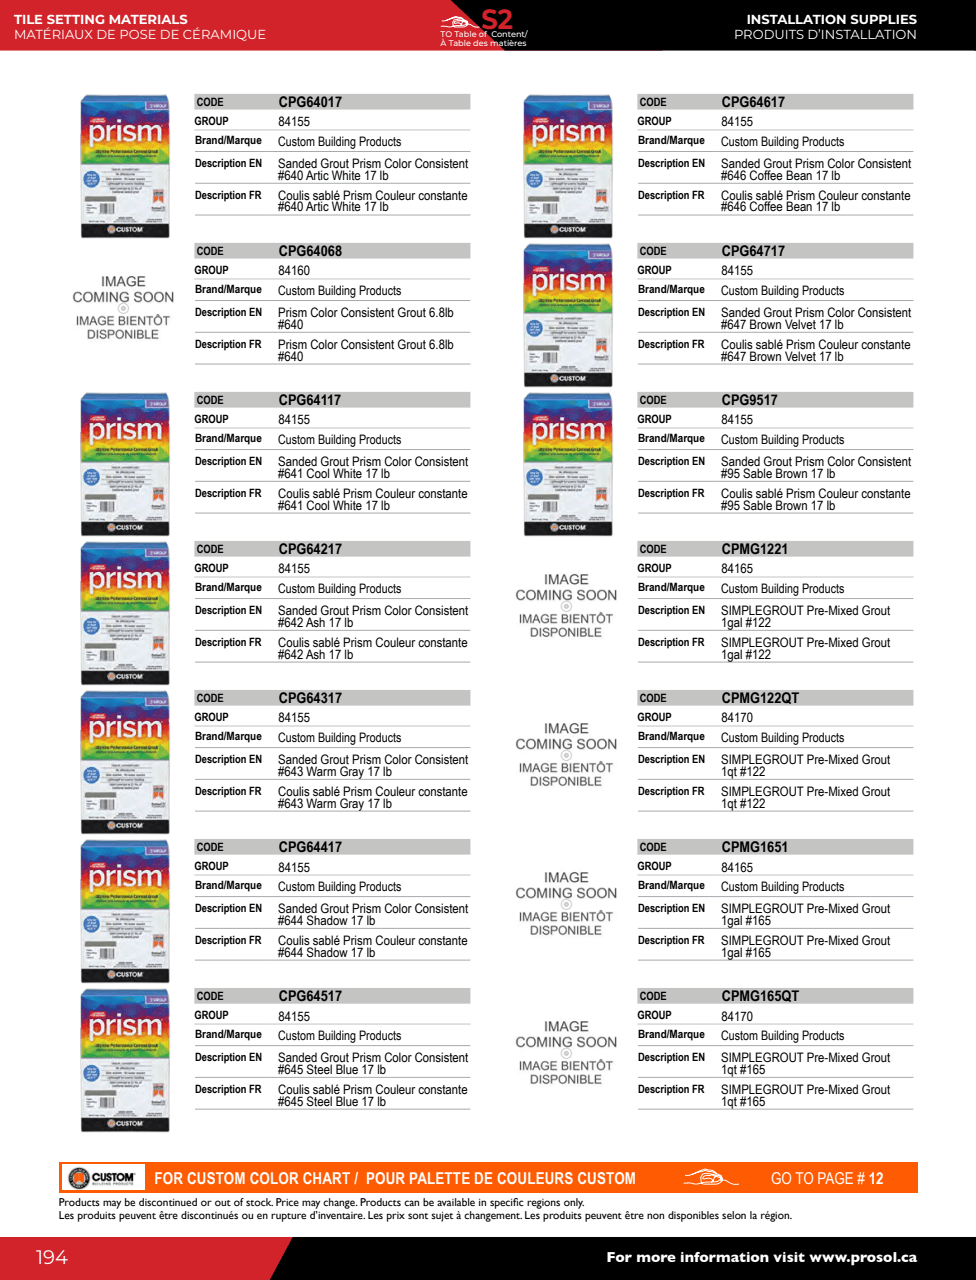 TILE SETTING MATERIALS
MATÉRIAUX DE POSE DE CÉRAMIQUE
S2
TO Table of Content/
À Table des matières
INSTALLATION SUPPLIES
PRODUITS D'INSTALLATION
prism
CUSTOM
CODE CPG64017
GROUP 84155
Brand/Marque Custom Building Products
Description EN Sanded Grout Prism Color Consistent
#640 Artic White 17 lb
Description FR Coulis sablé Prism Couleur constante
#640 Artic White 17 lb
IMAGE
COMING SOON
IMAGE BIENTÔT
DISPONIBLE
CODE CPG64068
GROUP 84160
Brand/Marque Custom Building Products
Description EN Prism Color Consistent Grout 6.8lb
#640
Description FR Prism Color Consistent Grout 6.8lb
#640
prism
CUSTOM
CODE CPG64117
GROUP 84155
Brand/Marque Custom Building Products
Description EN Sanded Grout Prism Color Consistent
#641 Cool White 17 lb
Description FR Coulis sablé Prism Couleur constante
#641 Cool White 17 lb
prism
CUSTOM
CODE CPG64217
GROUP 84155
Brand/Marque Custom Building Products
Description EN Sanded Grout Prism Color Consistent
#642 Ash 17 lb
Description FR Coulis sablé Prism Couleur constante
#642 Ash 17 lb
prism
CUSTOM
CODE CPG64317
GROUP 84155
Brand/Marque Custom Building Products
Description EN Sanded Grout Prism Color Consistent
#643 Warm Gray 17 lb
Description FR Coulis sablé Prism Couleur constante
#643 Warm Gray 17 lb
prism
CUSTOM
CODE CPG64417
GROUP 84155
Brand/Marque Custom Building Products
Description EN Sanded Grout Prism Color Consistent
#644 Shadow 17 lb
Description FR Coulis sablé Prism Couleur constante
#644 Shadow 17 lb
prism
CUSTOM
CODE CPG64517
GROUP 84155
Brand/Marque Custom Building Products
Description EN Sanded Grout Prism Color Consistent
#645 Steel Blue 17 lb
Description FR Coulis sablé Prism Couleur constante
#645 Steel Blue 17 lb
prism
CUSTOM
CODE CPG64617
GROUP 84155
Brand/Marque Custom Building Products
Description EN Sanded Grout Prism Color Consistent
#646 Coffee Bean 17 lb
Description FR Coulis sablé Prism Couleur constante
#646 Coffee Bean 17 lb
prism
CUSTOM
CODE CPG64717
GROUP 84155
Brand/Marque Custom Building Products
Description EN Sanded Grout Prism Color Consistent
#647 Brown Velvet 17 lb
Description FR Coulis sablé Prism Couleur constante
#647 Brown Velvet 17 lb
prism
CUSTOM
CODE CPG9517
GROUP 84155
Brand/Marque Custom Building Products
Description EN Sanded Grout Prism Color Consistent
#95 Sable Brown 17 lb
Description FR Coulis sablé Prism Couleur constante
#95 Sable Brown 17 lb
IMAGE
COMING SOON
IMAGE BIENTÔT
DISPONIBLE
CODE CPMG1221
GROUP 84165
Brand/Marque Custom Building Products
Description EN SIMPLEGROUT Pre-Mixed Grout
1gal #122
Description FR SIMPLEGROUT Pre-Mixed Grout
1gal #122
IMAGE
COMING SOON
IMAGE BIENTÔT
DISPONIBLE
CODE CPMG122QT
GROUP 84170
Brand/Marque Custom Building Products
Description EN SIMPLEGROUT Pre-Mixed Grout
1qt #122
Description FR SIMPLEGROUT Pre-Mixed Grout
1qt #122
IMAGE
COMING SOON
IMAGE BIENTÔT
DISPONIBLE
CODE CPMG1651
GROUP 84165
Brand/Marque Custom Building Products
Description EN SIMPLEGROUT Pre-Mixed Grout
1gal #165
Description FR SIMPLEGROUT Pre-Mixed Grout
1gal #165
IMAGE
COMING SOON
IMAGE BIENTÔT
DISPONIBLE
CODE CPMG165QT
GROUP 84170
Brand/Marque Custom Building Products
Description EN SIMPLEGROUT Pre-Mixed Grout
1qt #165
Description FR SIMPLEGROUT Pre-Mixed Grout
1qt #165
CUSTOM
BUILDING PRODUCTS
FOR CUSTOM COLOR CHART / POUR PALETTE DE COULEURS CUSTOM
GO TO PAGE # 12
Products may be discontinued or out of stock. Price may change. Products can be available in specific regions only.
Les produits peuvent être discontinués ou en rupture d'inventaire. Les prix sont sujet à changement. Les produits peuvent être non disponibles selon la région.
194
For more information visit www.prosol.ca